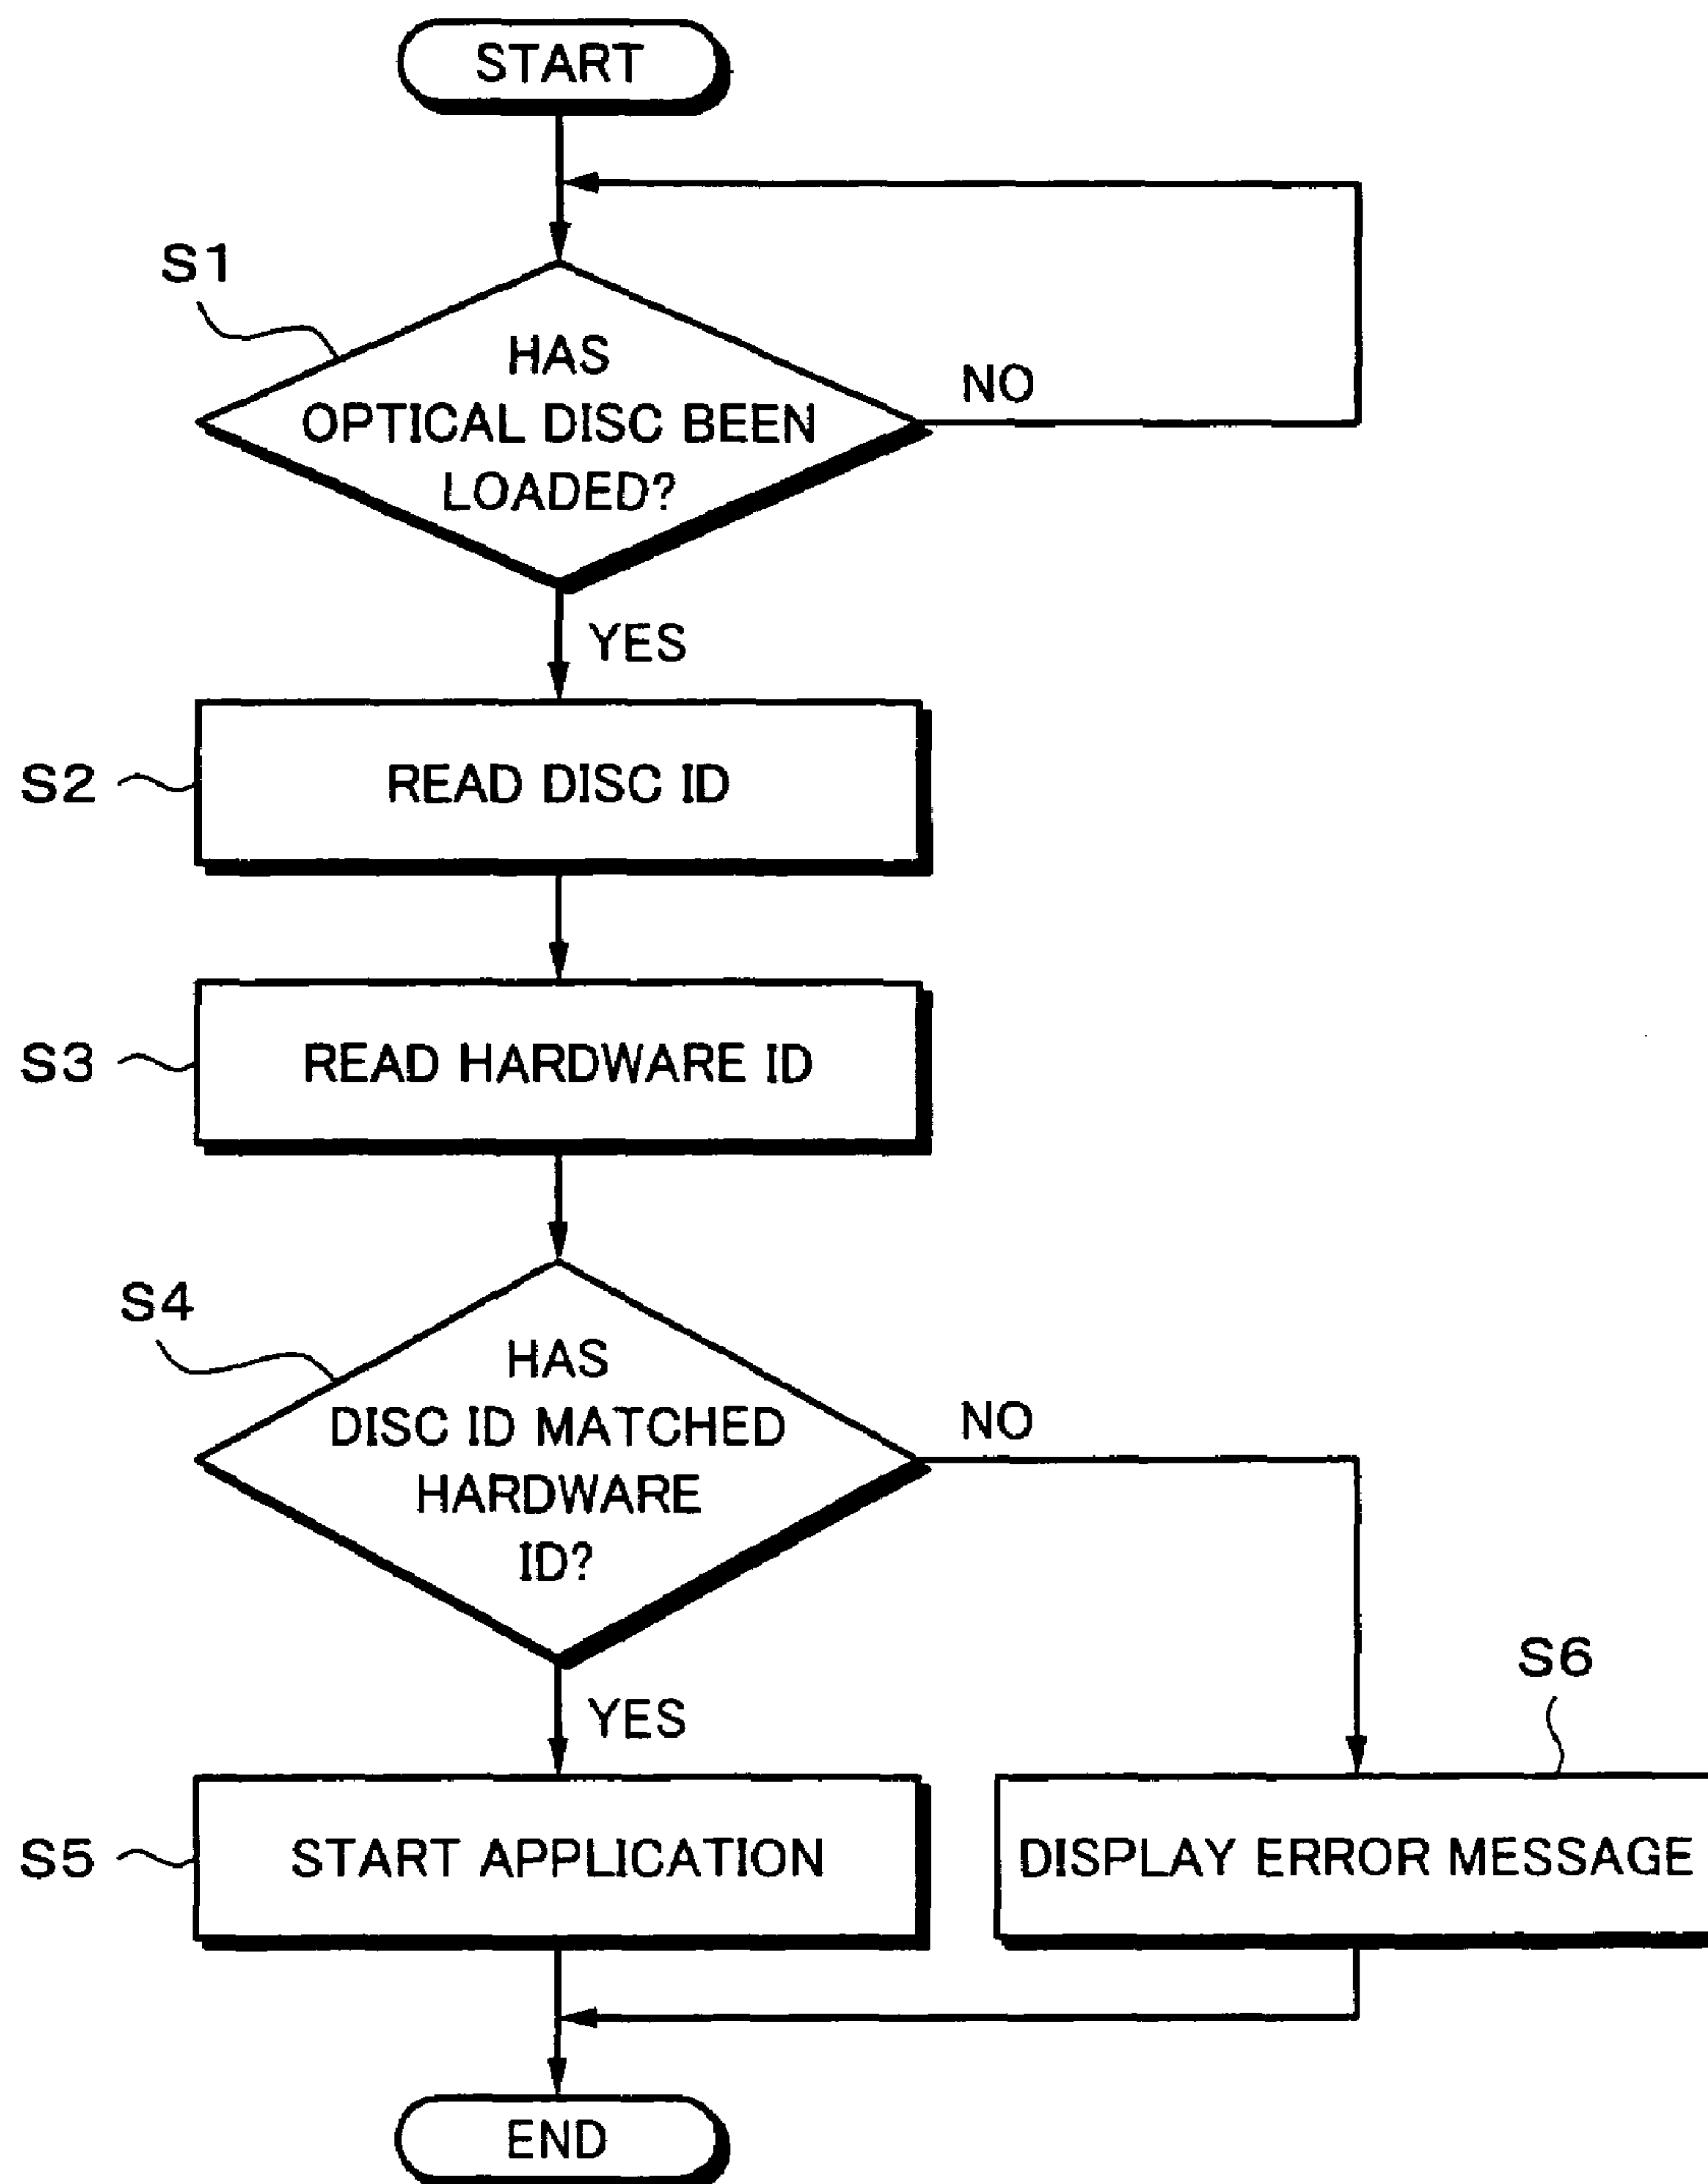 START
S1
HAS
OPTICAL DISC BEEN
LOADED?
NO
YES
S2
READ DISC ID
S3
READ HARDWARE ID
S4
HAS
DISC ID MATCHED
HARDWARE
ID?
NO
YES
S6
S5
START APPLICATION
DISPLAY ERROR MESSAGE
END